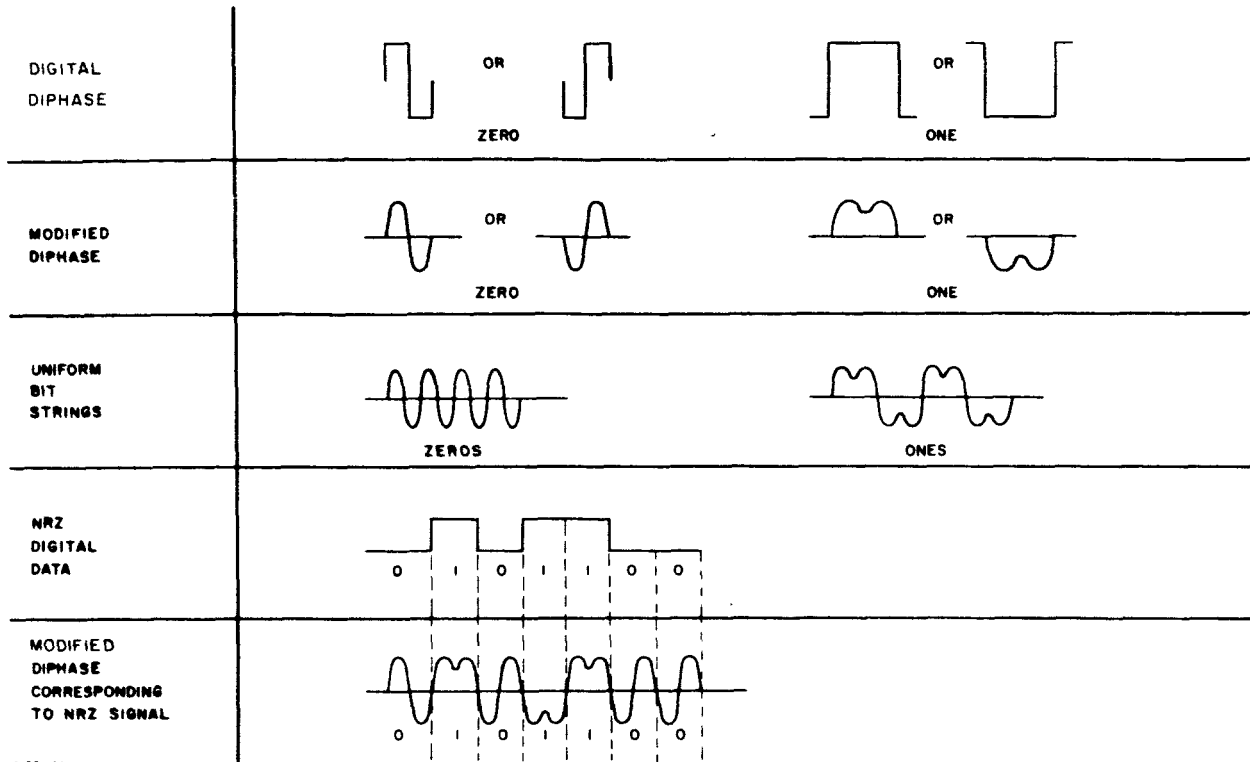 DIGITAL
DIPHASE
OR
OR
ZERO
ONE
MODIFIED
DIPHASE
OR
OR
ZERO
ONE
UNIFORM
BIT
STRINGS
ZEROS
ONES
NRZ
DIGITAL
DATA
0 1 0 1 1 0 0
MODIFIED
DIPHASE
CORRESPONDING
TO NRZ SIGNAL
0 1 0 1 1 0 0